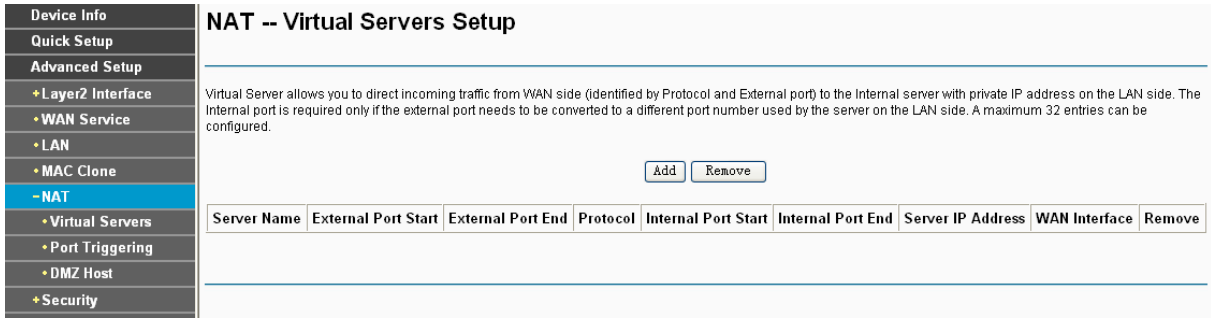 Device Info
Quick Setup
Advanced Setup
+Layer2 Interface
•WAN Service
•LAN
•MAC Clone
-NAT
•Virtual Servers
•Port Triggering
•DMZ Host
+Security
NAT -- Virtual Servers Setup
Virtual Server allows you to direct incoming traffic from WAN side (identified by Protocol and External port) to the Internal server with private IP address on the LAN side. The
Internal port is required only if the external port needs to be converted to a different port number used by the server on the LAN side. A maximum 32 entries can be
configured.
Add Remove
Server Name External Port Start External Port End Protocol Internal Port Start Internal Port End Server IP Address WAN Interface Remove